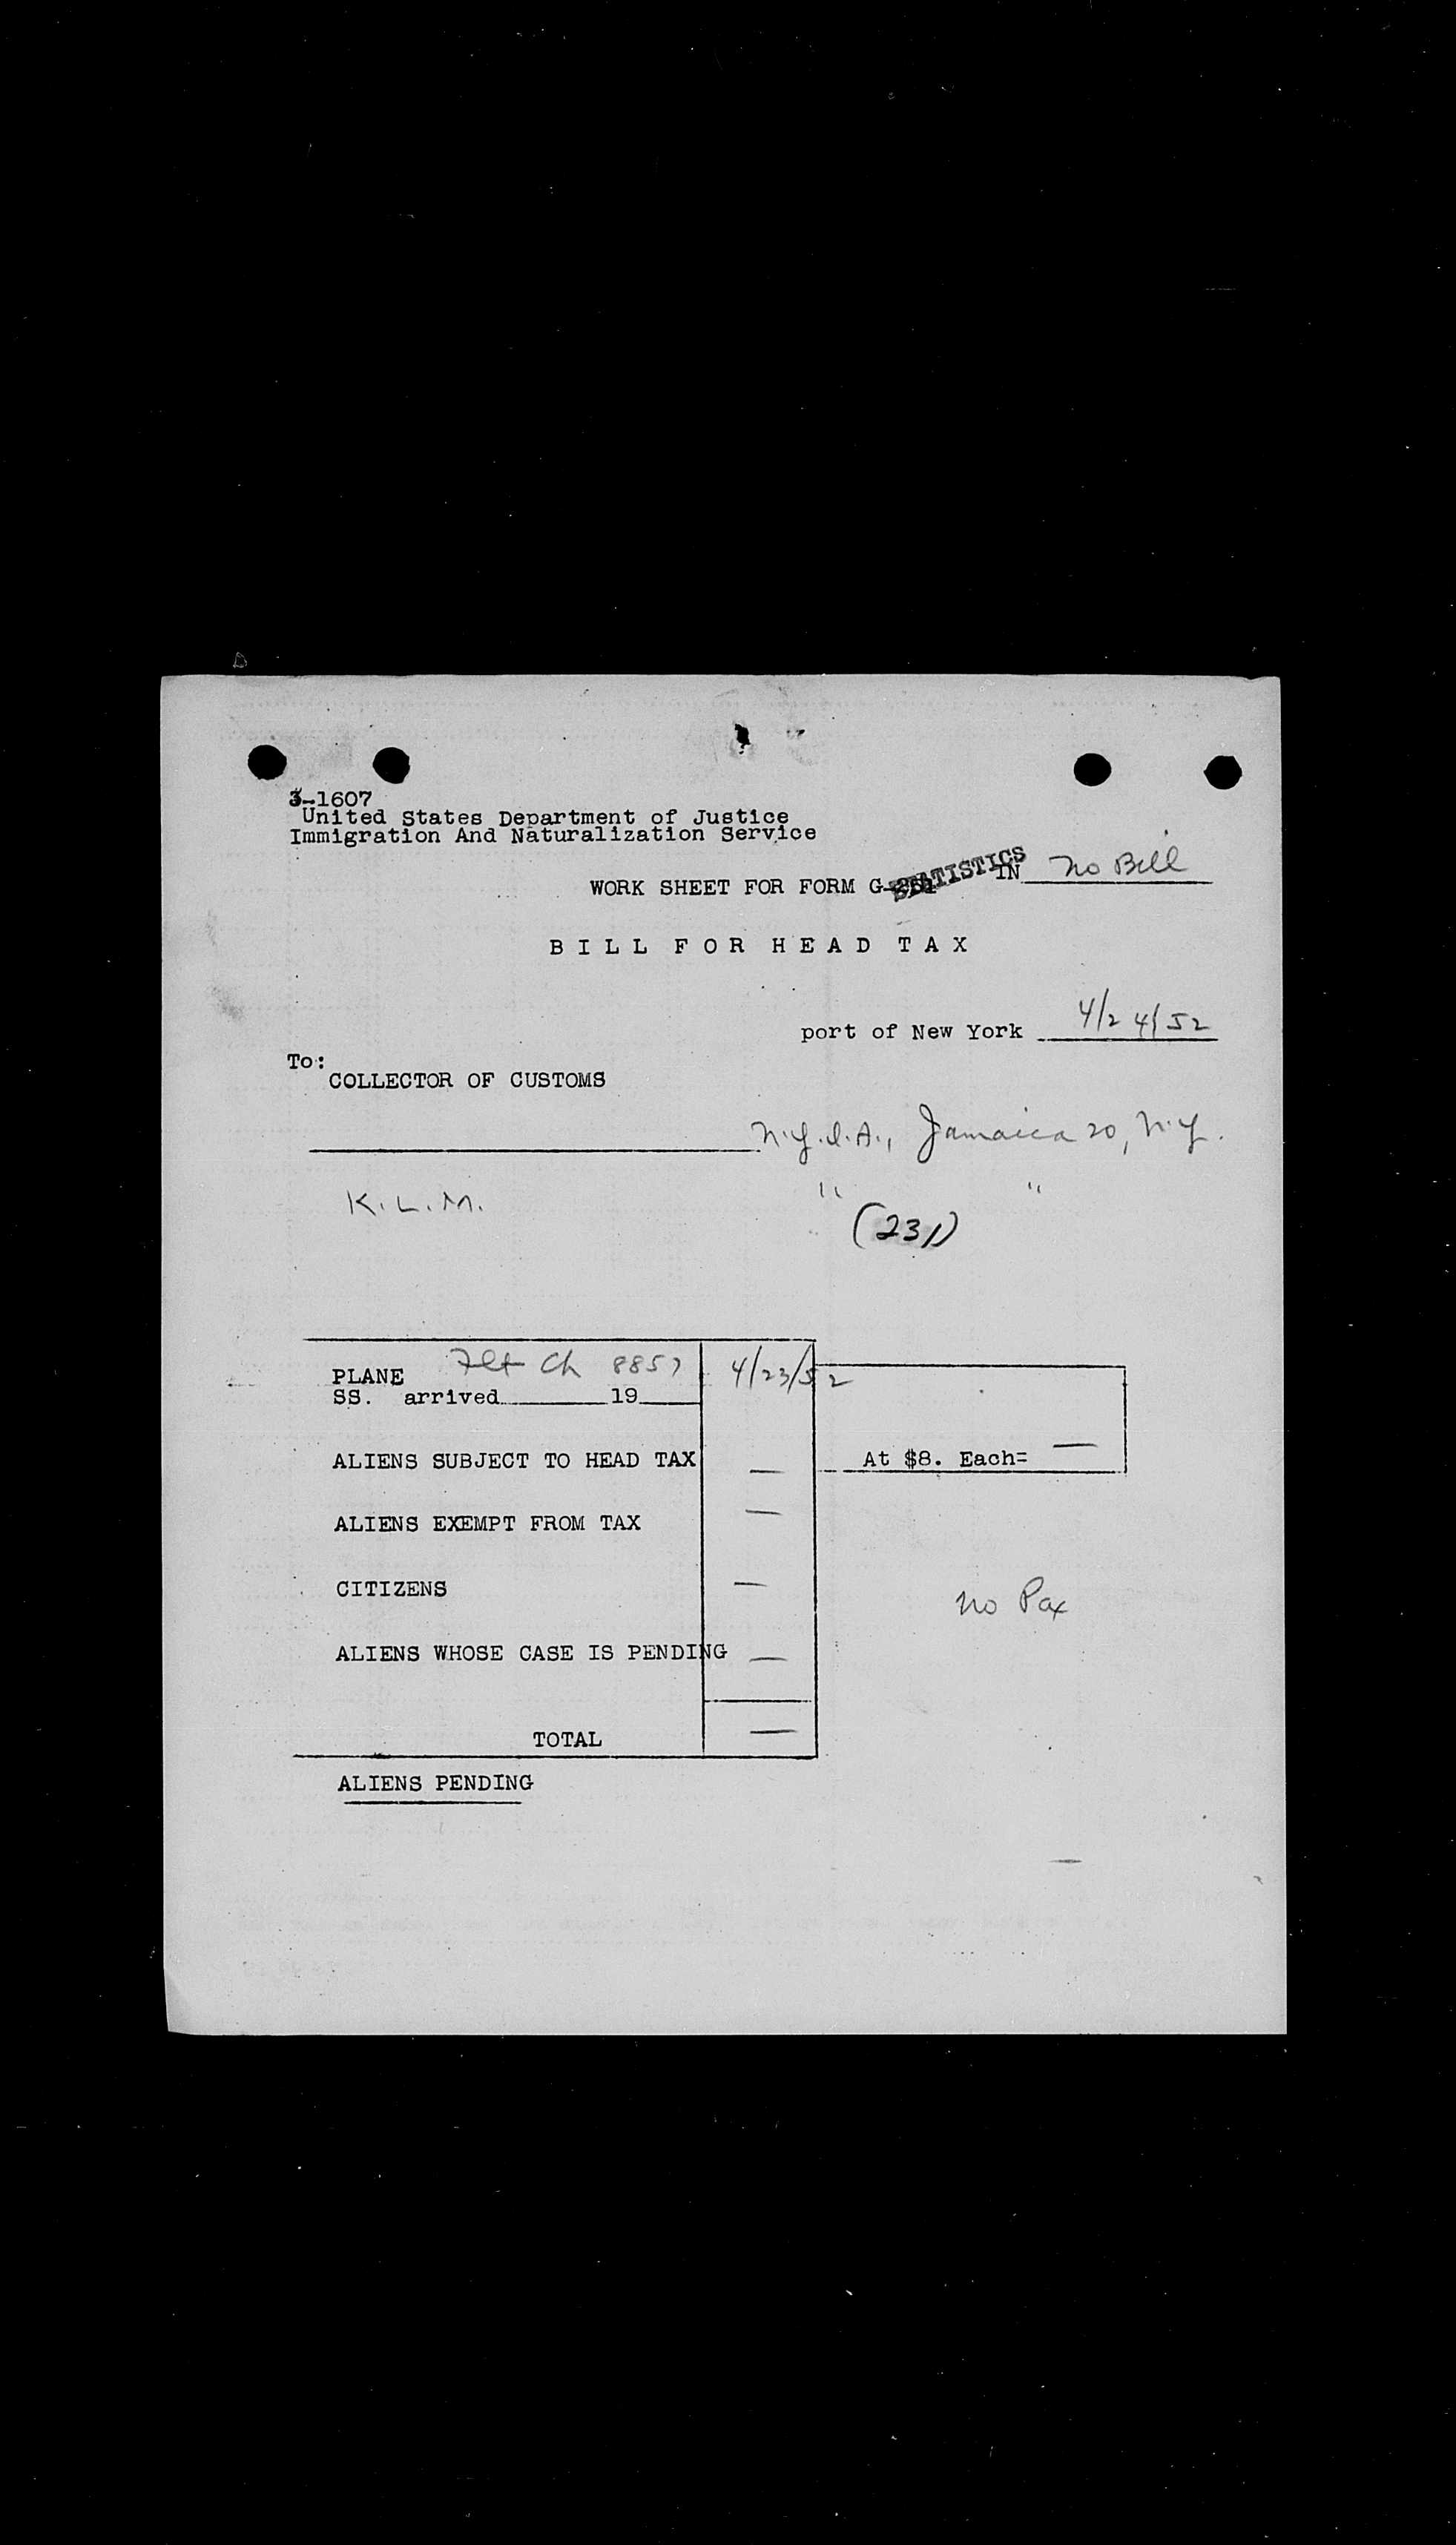 3-1607
United States Department of Justice
Immigration And Naturalization Service
WORK SHEET FOR FORM G- STATISTICS IN No Bill
BILL FOR HEAD TAX
port of New York 4/24/52
To:
COLLECTOR OF CUSTOMS
N.Y.I.A., Jamaica 20, N.Y.
K.L.M. " "
(231)
PLANE Flt Ch 8857 4/23/52
SS. arrived 19
ALIENS SUBJECT TO HEAD TAX — At $8. Each= —
ALIENS EXEMPT FROM TAX —
CITIZENS —
no Pax
ALIENS WHOSE CASE IS PENDING —
TOTAL —
ALIENS PENDING
—